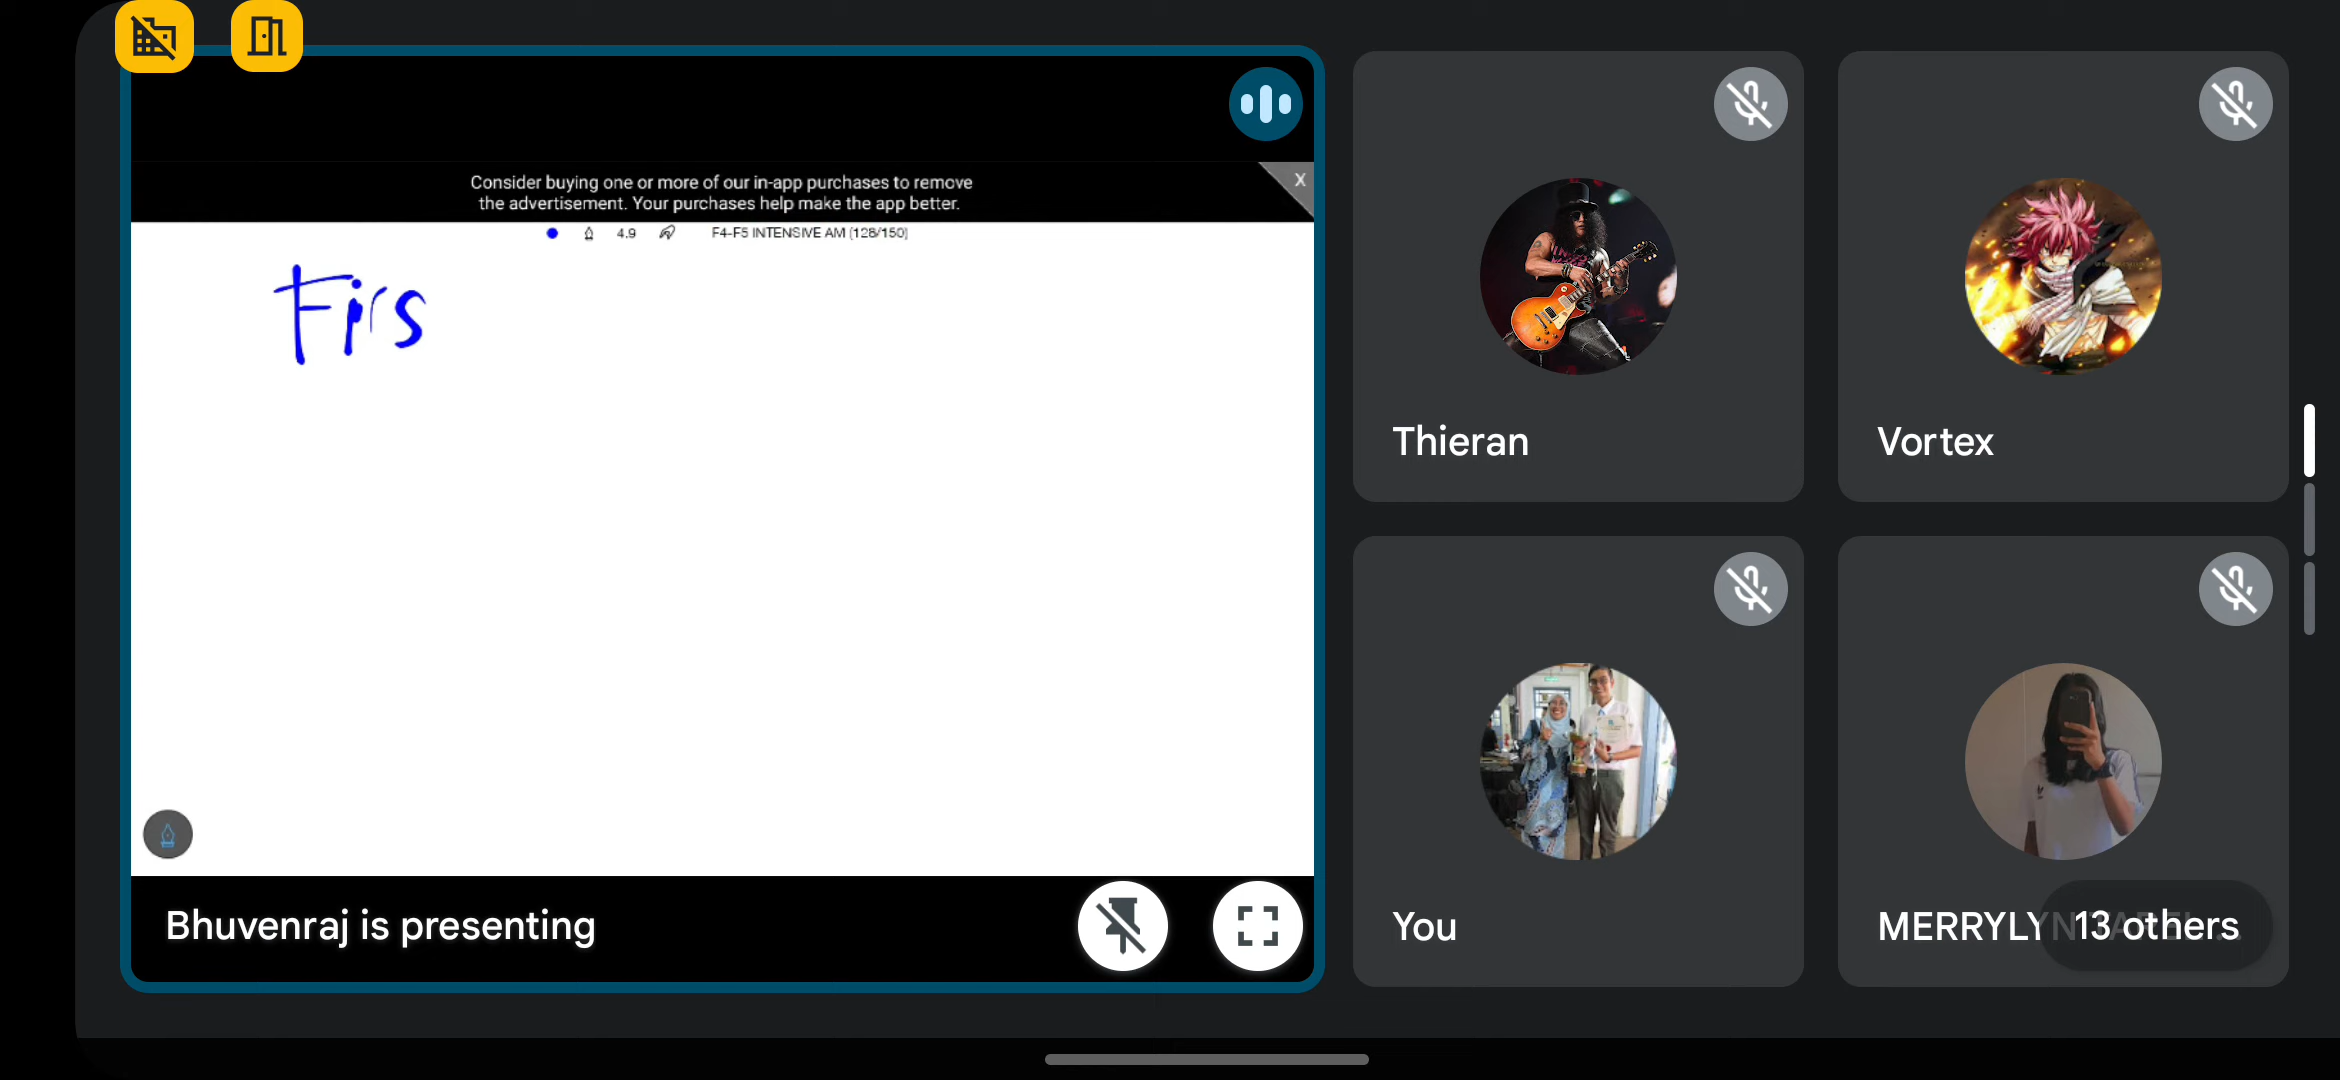 Consider buying one or more of our in-app purchases to remove
the advertisement. Your purchases help make the app better.
X
4.9 F4-F5 INTENSIVE AM (128/150)
Firs
Bhuvenraj is presenting
Thieran
Vortex
You
MERRYLYN
13 others